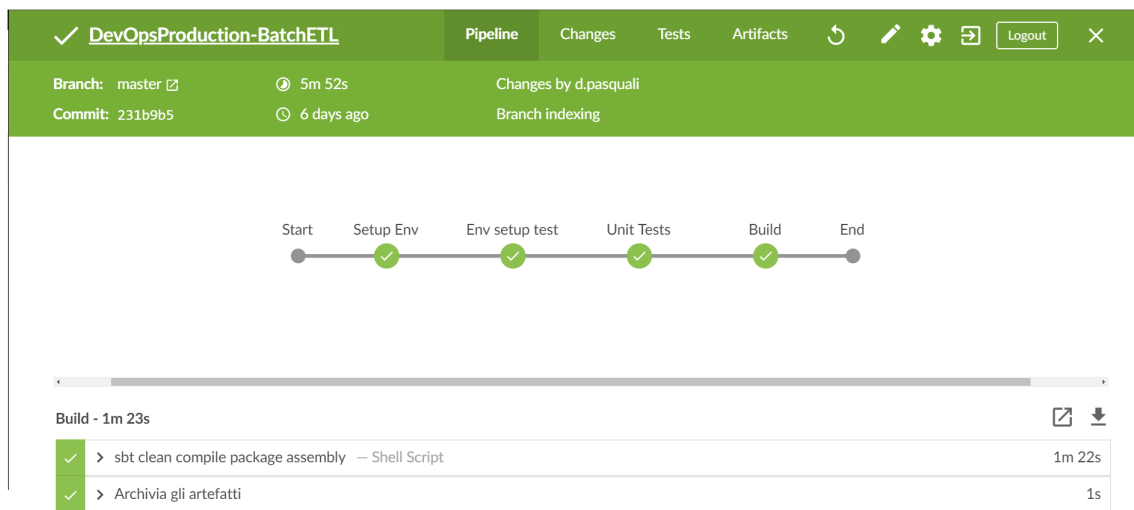 DevOpsProduction-BatchETL Pipeline Changes Tests Artifacts Logout
Branch: master 5m 52s Changes by d.pasquali
Commit: 231b9b5 6 days ago Branch indexing
Start Setup Env Env setup test Unit Tests Build End
Build - 1m 23s
sbt clean compile package assembly — Shell Script 1m 22s
Archivia gli artefatti 1s